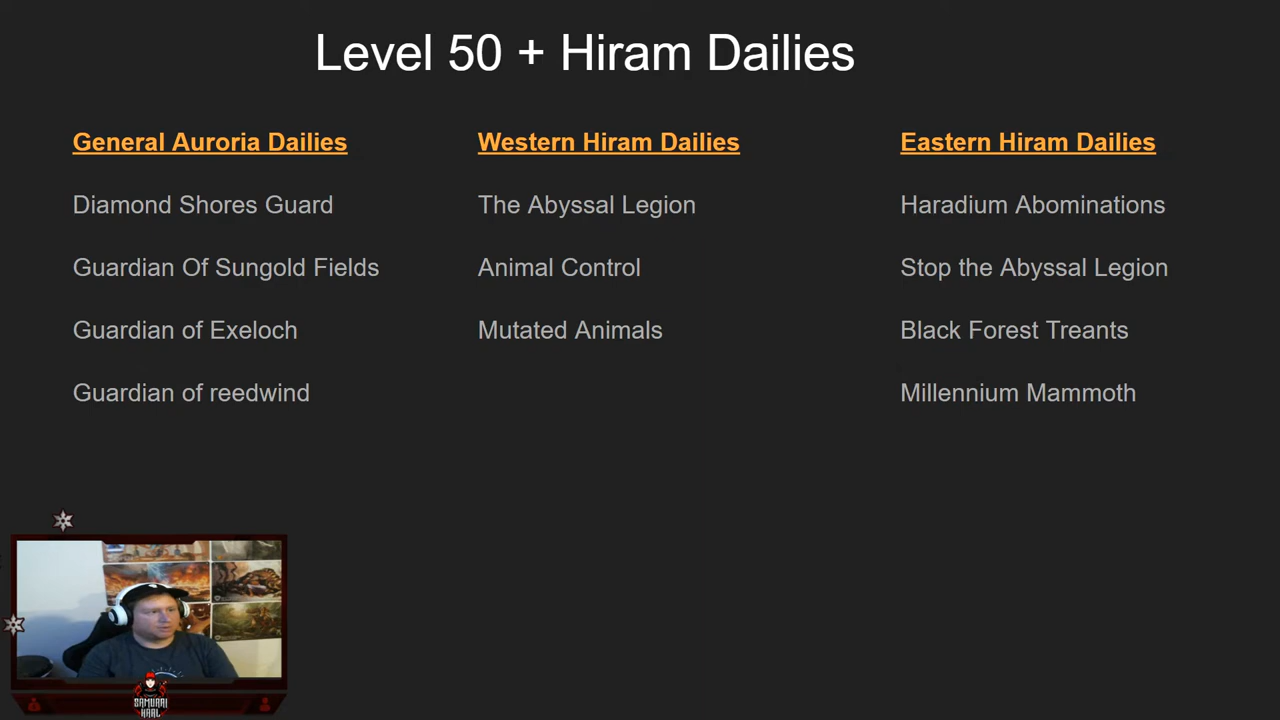 Level 50 + Hiram Dailies
General Auroria Dailies
Diamond Shores Guard
Guardian Of Sungold Fields
Guardian of Exeloch
Guardian of reedwind
Western Hiram Dailies
The Abyssal Legion
Animal Control
Mutated Animals
Eastern Hiram Dailies
Haradium Abominations
Stop the Abyssal Legion
Black Forest Treants
Millennium Mammoth
SAMURAI
KARL